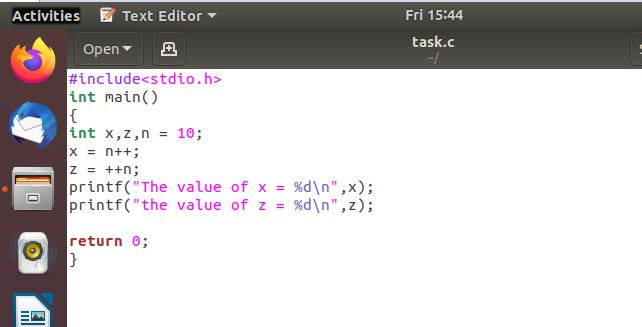 Activities Text Editor Fri 15:44
Open task.c
~/
#include<stdio.h>
int main()
{
int x,z,n = 10;
x = n++;
z = ++n;
printf("The value of x = %d\n",x);
printf("the value of z = %d\n",z);

return 0;
}